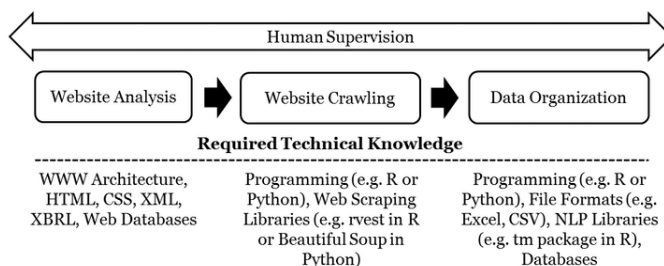 Human Supervision
Website Analysis
Website Crawling
Data Organization
Required Technical Knowledge
WWW Architecture,
HTML, CSS, XML,
XBRL, Web Databases
Programming (e.g. R or
Python), Web Scraping
Libraries (e.g. rvest in R
or Beautiful Soup in
Python)
Programming (e.g. R or
Python), File Formats (e.g.
Excel, CSV), NLP Libraries
(e.g. tm package in R),
Databases